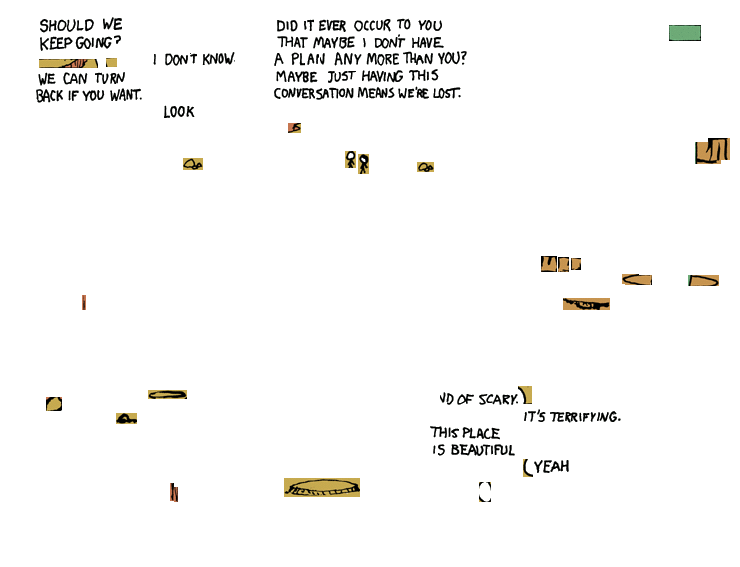 SHOULD WE
KEEP GOING?
WE CAN TURN
BACK IF YOU WANT.
I DON'T KNOW.
LOOK
DID IT EVER OCCUR TO YOU
THAT MAYBE I DON'T HAVE
A PLAN ANY MORE THAN YOU?
MAYBE JUST HAVING THIS
CONVERSATION MEANS WE'RE LOST.
OF SCARY.
IT'S TERRIFYING.
THIS PLACE
IS BEAUTIFUL
YEAH